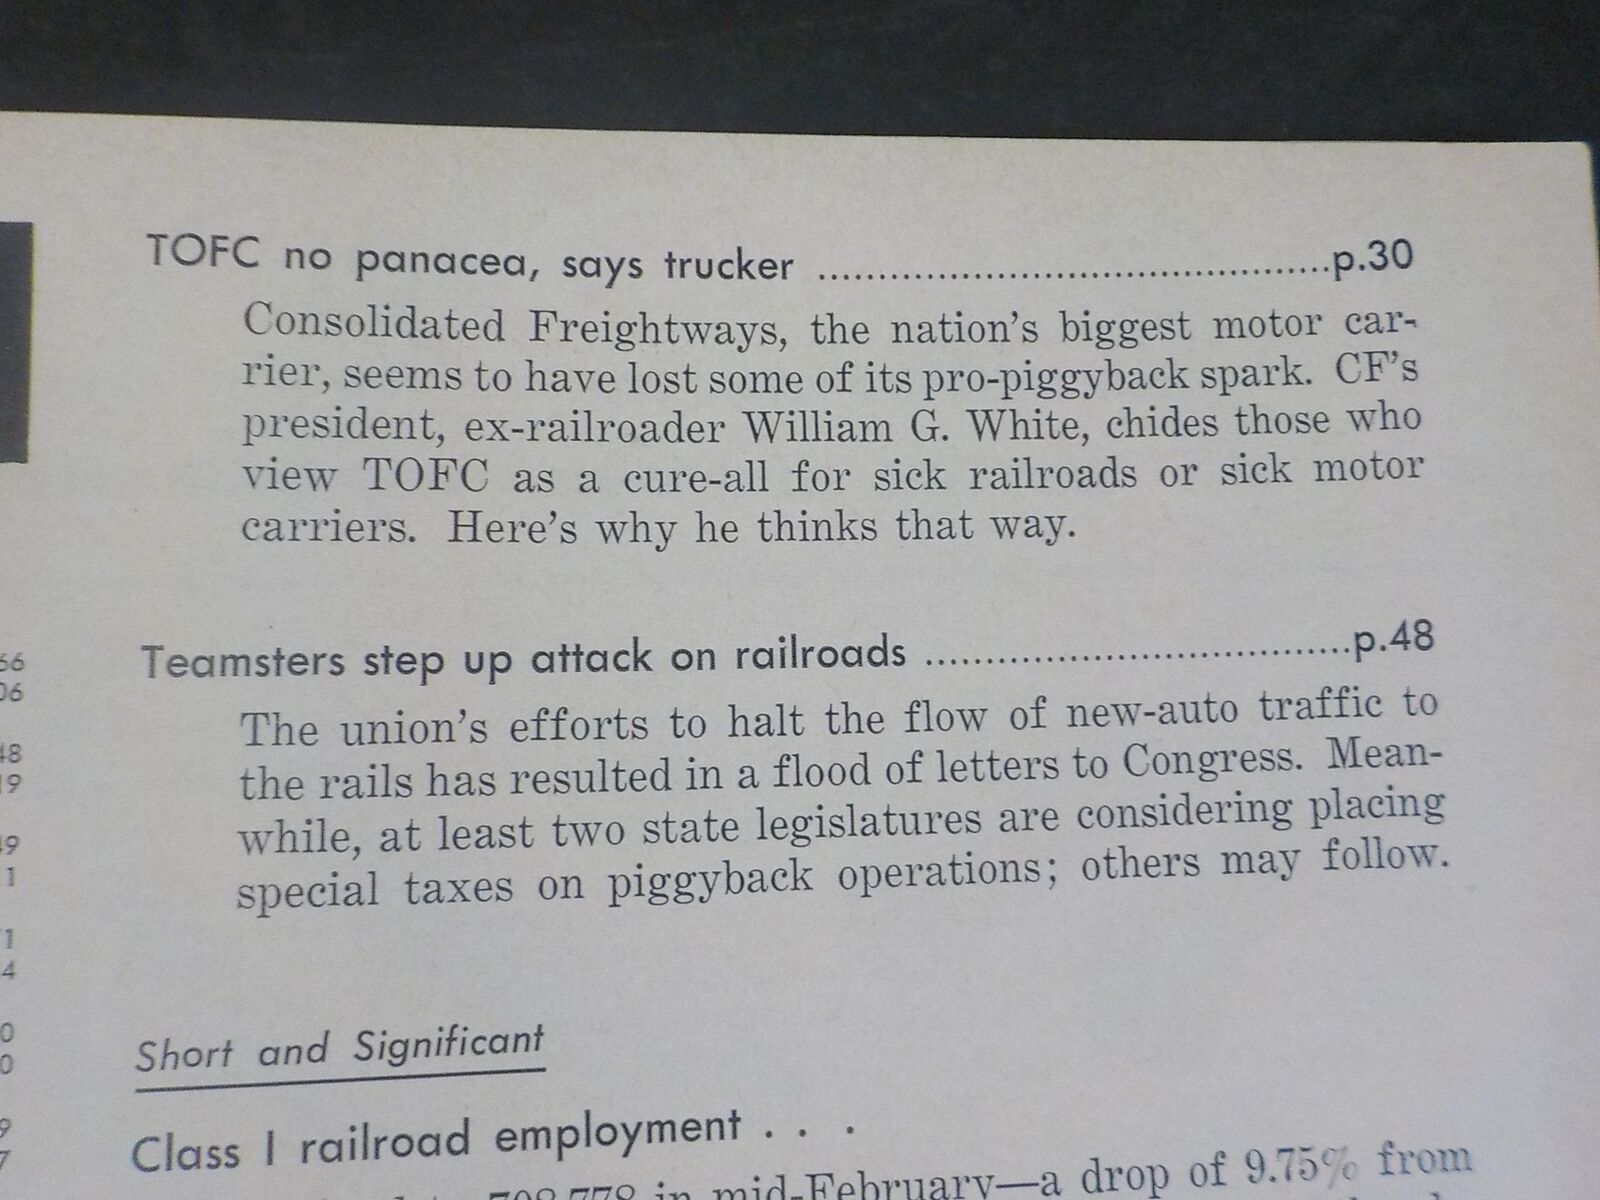 TOFC no panacea, says trucker ..........................................p.30
Consolidated Freightways, the nation's biggest motor car-
rier, seems to have lost some of its pro-piggyback spark. CF's
president, ex-railroader William G. White, chides those who
view TOFC as a cure-all for sick railroads or sick motor
carriers. Here's why he thinks that way.
Teamsters step up attack on railroads ...................................p.48
The union's efforts to halt the flow of new-auto traffic to
the rails has resulted in a flood of letters to Congress. Mean-
while, at least two state legislatures are considering placing
special taxes on piggyback operations; others may follow.
Short and Significant
Class I railroad employment . . .
in mid-February—a drop of 9.75% from